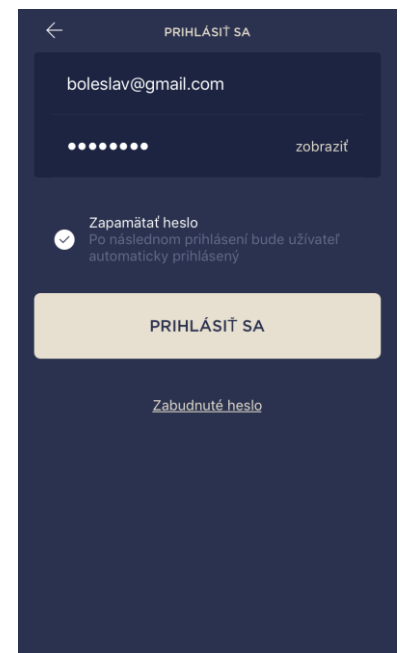 PRIHLÁSIŤ SA
boleslav@gmail.com
●●●●●●●● zobraziť
Zapamätať heslo
Po následnom prihlásení bude užívateľ
automaticky prihlásený
PRIHLÁSIŤ SA
Zabudnuté heslo